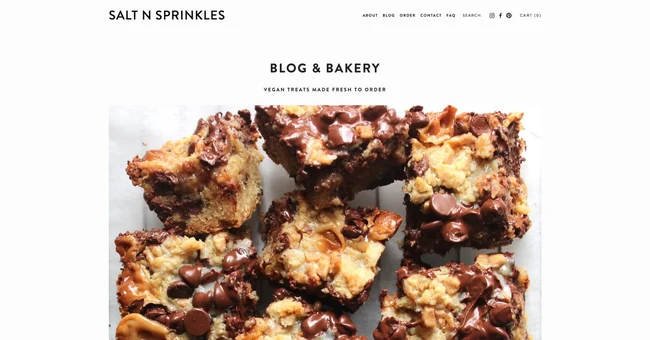 SALT N SPRINKLES
ABOUT BLOG ORDER CONTACT FAQ SEARCH CART (0)
BLOG & BAKERY
VEGAN TREATS MADE FRESH TO ORDER